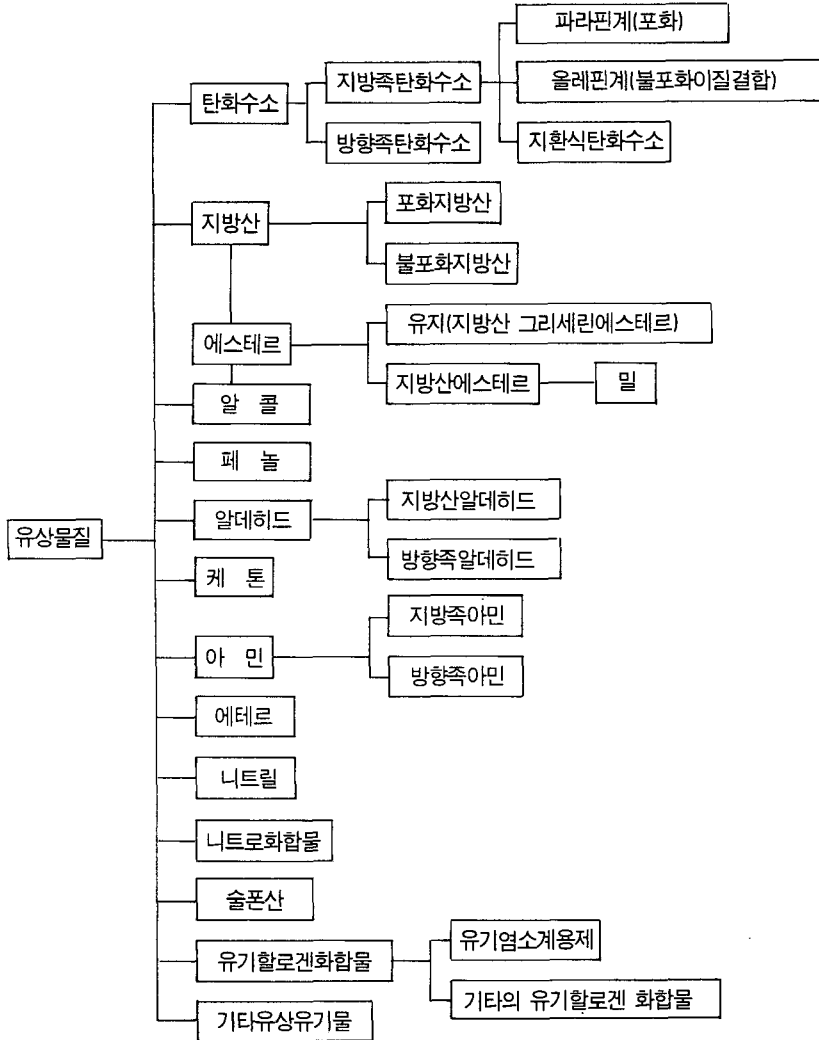 파라핀계(포화)
지방족탄화수소
올레핀계(불포화이질결합)
탄화수소
방향족탄화수소
지환식탄화수소
포화지방산
지방산
불포화지방산
유지(지방산 그리세린에스테르)
에스테르
지방산에스테르
밀
알 콜
페 놀
지방산알데히드
알데히드
유상물질
방향족알데히드
케 톤
지방족아민
아 민
방향족아민
에테르
니트릴
니트로화합물
술폰산
유기염소계용제
유기할로겐화합물
기타의 유기할로겐 화합물
기타유상유기물